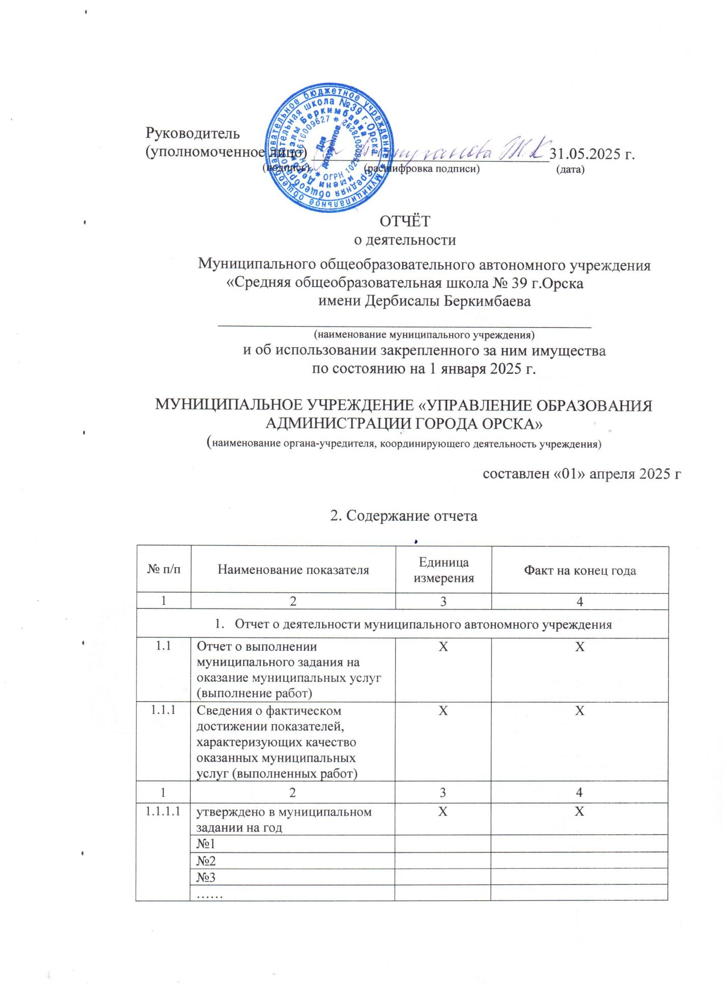 Руководитель
(уполномоченное лицо) 31.05.2025 г.
(подпись) (расшифровка подписи) (дата)
Муниципальное общеобразовательное бюджетное учреждение *
Средняя общеобразовательная школа №39 г.Орска
имени Дербисалы Беркимбаева
* ОГРН * ИНН 5616009627
Для
документов
Ж.К
ОТЧЁТ
о деятельности
Муниципального общеобразовательного автономного учреждения
«Средняя общеобразовательная школа № 39 г.Орска
имени Дербисалы Беркимбаева
(наименование муниципального учреждения)
и об использовании закрепленного за ним имущества
по состоянию на 1 января 2025 г.
МУНИЦИПАЛЬНОЕ УЧРЕЖДЕНИЕ «УПРАВЛЕНИЕ ОБРАЗОВАНИЯ
АДМИНИСТРАЦИИ ГОРОДА ОРСКА»
(наименование органа-учредителя, координирующего деятельность учреждения)
составлен «01» апреля 2025 г
2. Содержание отчета
№ п/п Наименование показателя Единица измерения Факт на конец года
1 2 3 4
1. Отчет о деятельности муниципального автономного учреждения
1.1 Отчет о выполнении Х Х
муниципального задания на
оказание муниципальных услуг
(выполнение работ)
1.1.1 Сведения о фактическом Х Х
достижении показателей,
характеризующих качество
оказанных муниципальных
услуг (выполненных работ)
1 2 3 4
1.1.1.1 утверждено в муниципальном Х Х
задании на год
№1
№2
№3
……